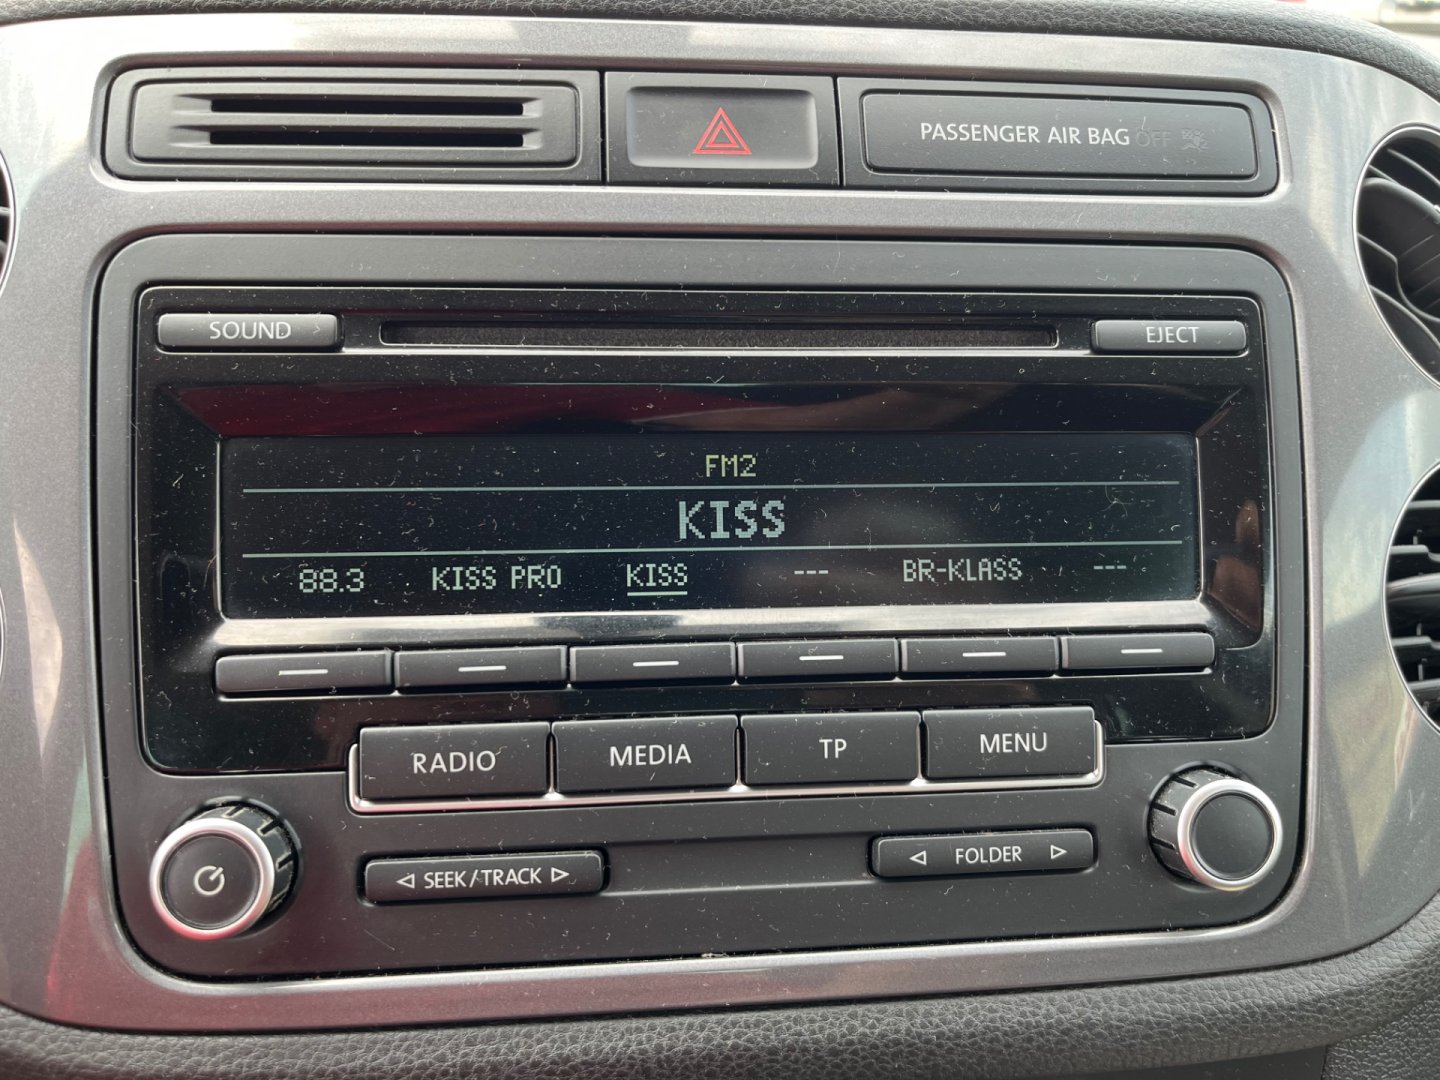 PASSENGER AIR BAG OFF
SOUND
EJECT
FM2
KISS
88.3 KISS PRO KISS --- BR-KLASS ---
RADIO MEDIA TP MENU
SEEK/TRACK
FOLDER